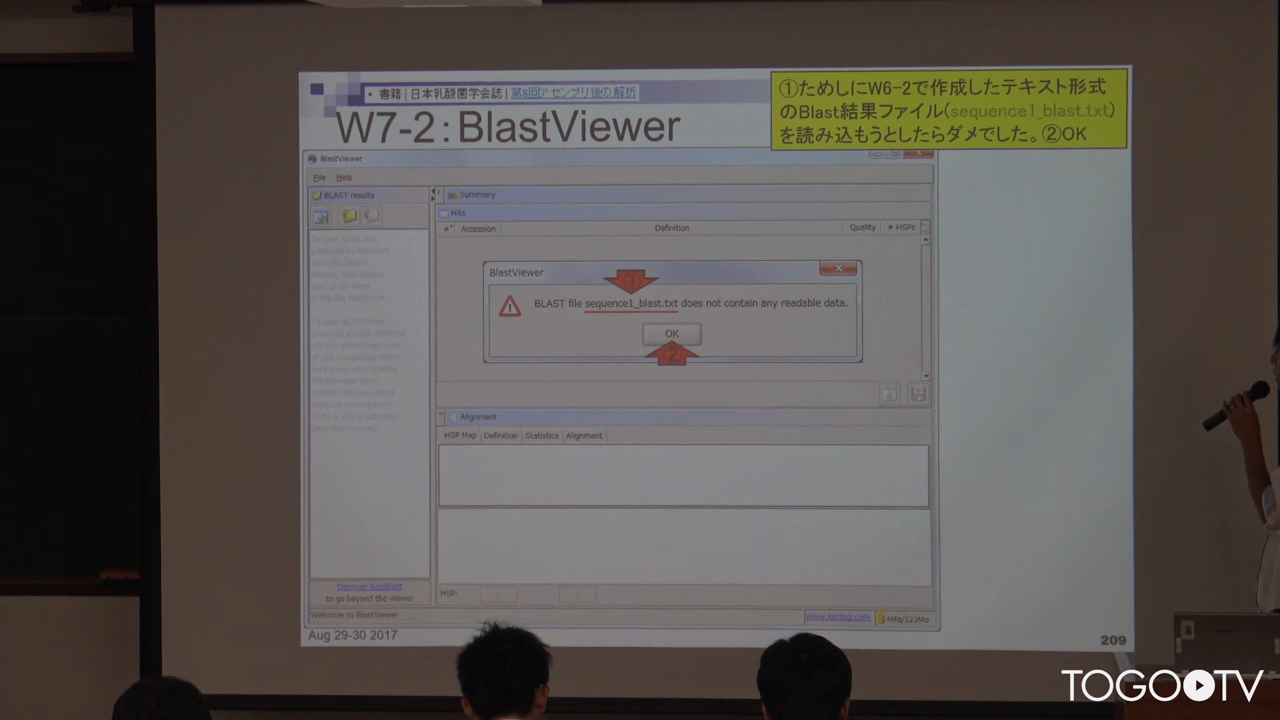 • 書籍 | 日本乳酸菌学会誌 | 第8回アセンブリ後の解析
W7-2:BlastViewer
①ためしにW6-2で作成したテキスト形式
のBlast結果ファイル(sequence1_blast.txt)
を読み込もうとしたらダメでした。②OK
BlastViewer
File Help
BLAST results
Summary
Hits
Accession Definition Quality # HSPs
BlastViewer
①
BLAST file sequence1_blast.txt does not contain any readable data.
OK
②
Alignment
HSP Map Definition Statistics Alignment
HSP:
Discover KoriBlast
to go beyond the viewer
Welcome to BlastViewer
www.korilog.com
14Mo/123Mo
Aug 29-30 2017
209
TOGOTV